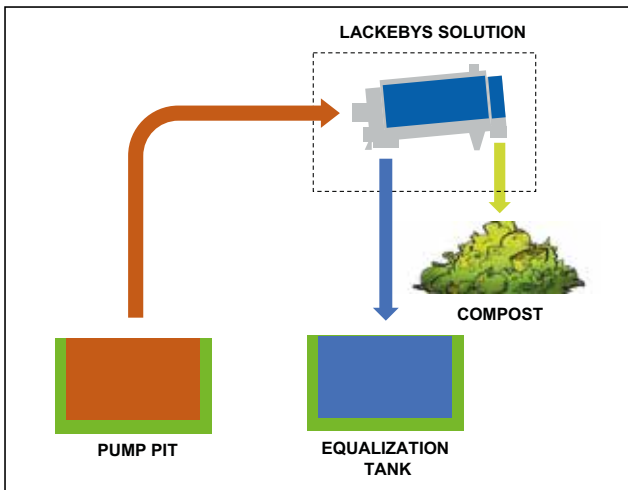 LACKEBYS SOLUTION
COMPOST
PUMP PIT
EQUALIZATION
TANK